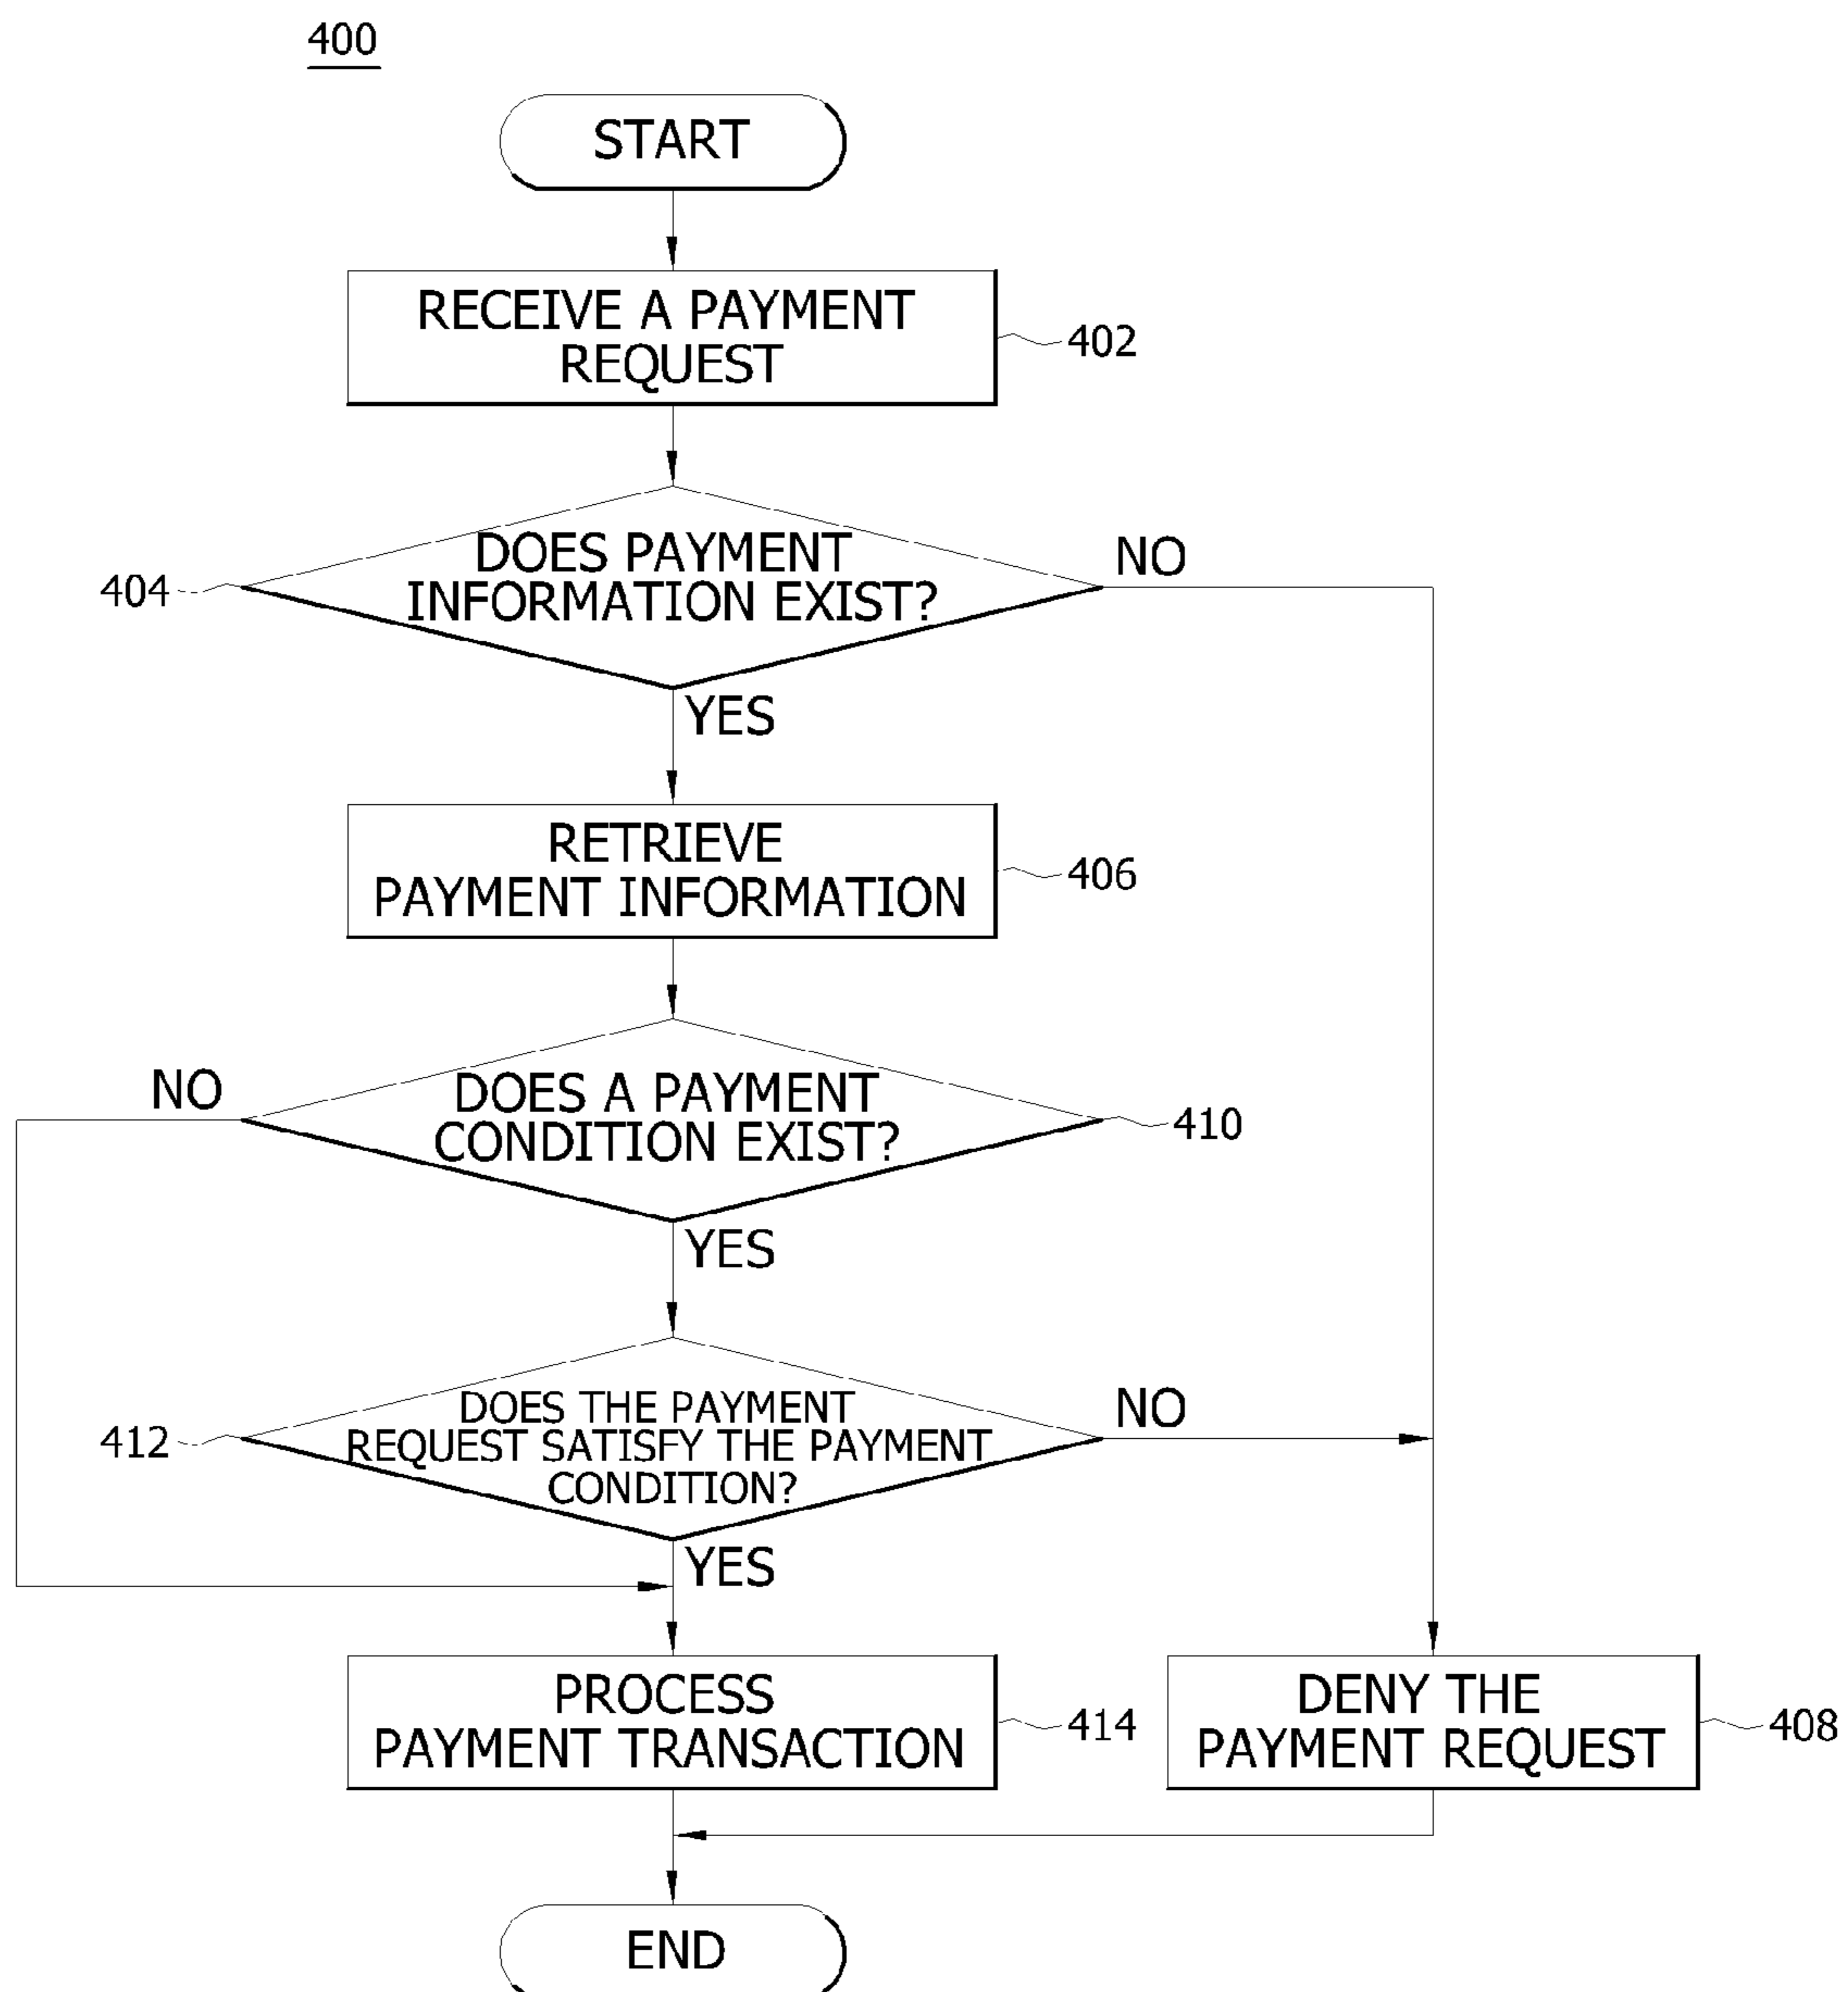 400
START
RECEIVE A PAYMENT
REQUEST
402
DOES PAYMENT
INFORMATION EXIST?
404
NO
YES
RETRIEVE
PAYMENT INFORMATION
406
NO
DOES A PAYMENT
CONDITION EXIST?
410
YES
DOES THE PAYMENT
REQUEST SATISFY THE PAYMENT
CONDITION?
412
NO
YES
PROCESS
PAYMENT TRANSACTION
414
DENY THE
PAYMENT REQUEST
408
END